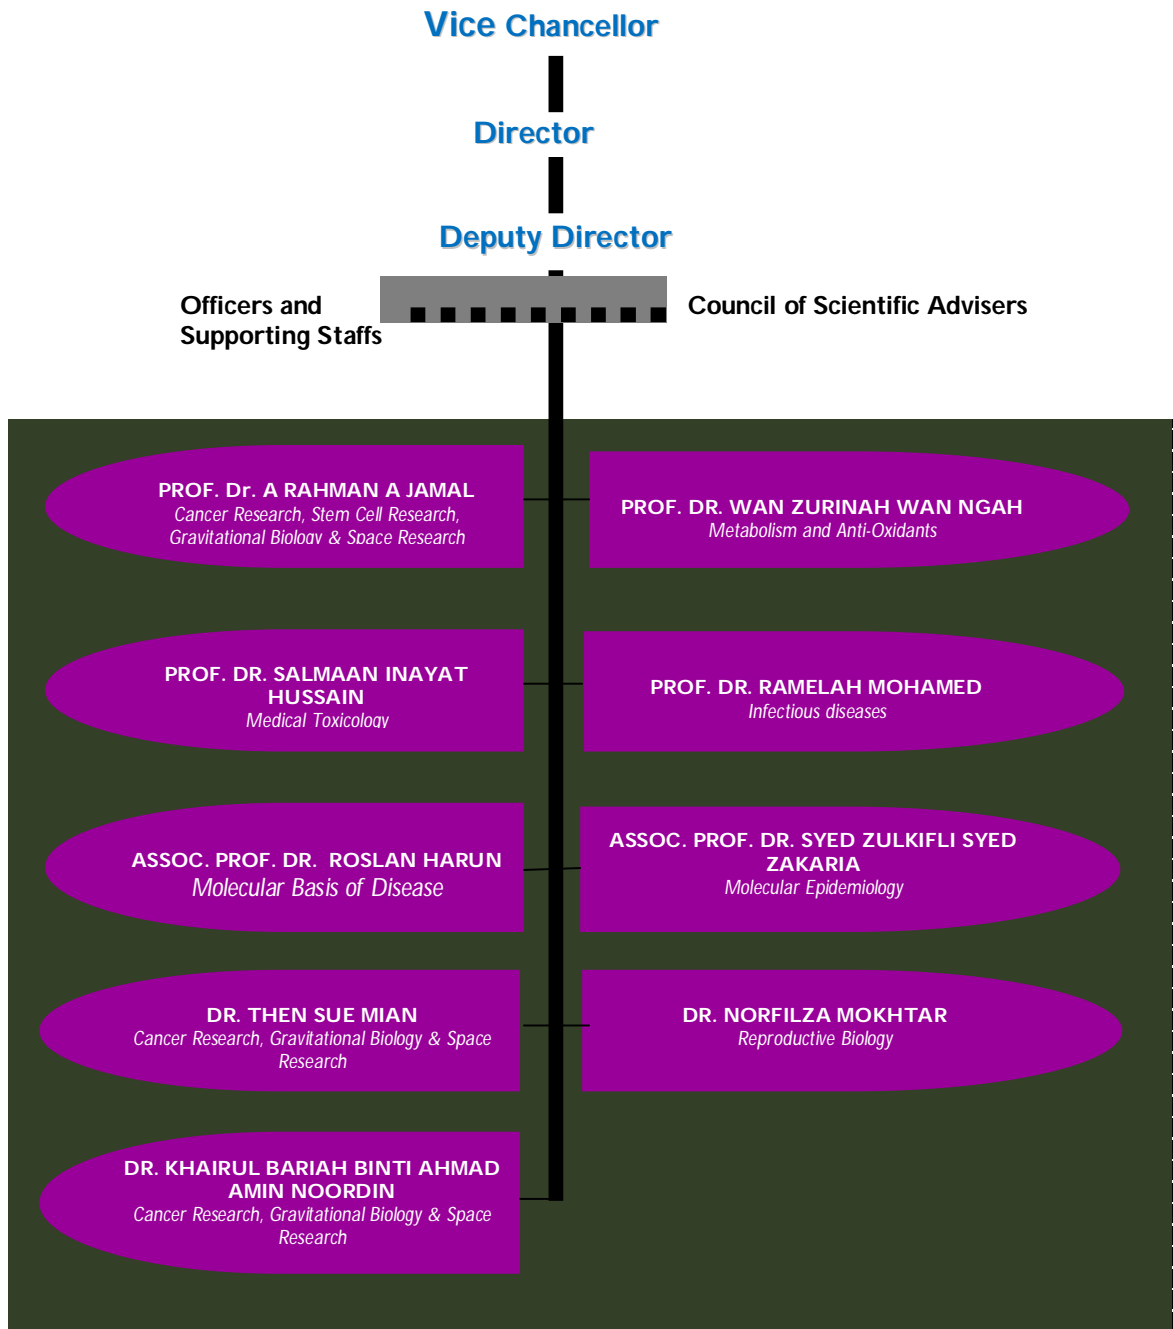 Vice Chancellor
Director
Deputy Director
Officers and
Supporting Staffs
Council of Scientific Advisers
PROF. Dr. A RAHMAN A JAMAL
Cancer Research, Stem Cell Research,
Gravitational Biology & Space Research
PROF. DR. WAN ZURINAH WAN NGAH
Metabolism and Anti-Oxidants
PROF. DR. SALMAAN INAYAT
HUSSAIN
Medical Toxicology
PROF. DR. RAMELAH MOHAMED
Infectious diseases
ASSOC. PROF. DR. ROSLAN HARUN
Molecular Basis of Disease
ASSOC. PROF. DR. SYED ZULKIFLI SYED
ZAKARIA
Molecular Epidemiology
DR. THEN SUE MIAN
Cancer Research, Gravitational Biology & Space
Research
DR. NORFILZA MOKHTAR
Reproductive Biology
DR. KHAIRUL BARIAH BINTI AHMAD
AMIN NOORDIN
Cancer Research, Gravitational Biology & Space
Research